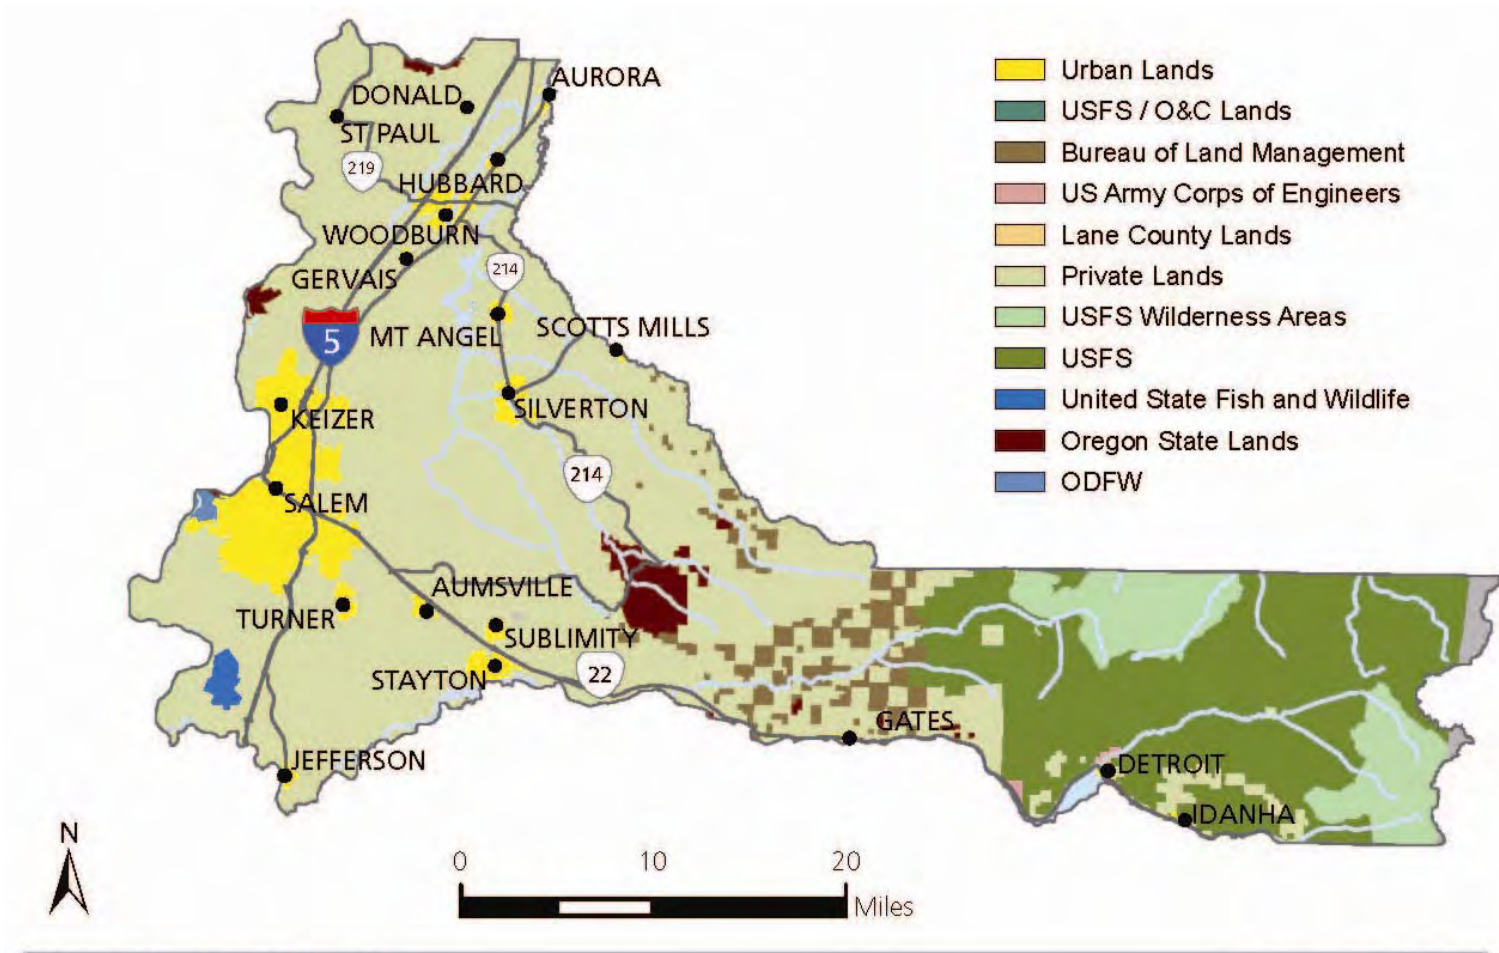 AURORA
DONALD
ST PAUL
219
HUBBARD
WOODBURN
GERVAIS
214
5
MT ANGEL
SCOTTS MILLS
KEIZER
SILVERTON
214
SALEM
AUMSVILLE
TURNER
SUBLIMITY
STAYTON
22
GATES
JEFFERSON
DETROIT
IDANHA
Urban Lands
USFS / O&C Lands
Bureau of Land Management
US Army Corps of Engineers
Lane County Lands
Private Lands
USFS Wilderness Areas
USFS
United State Fish and Wildlife
Oregon State Lands
ODFW
N
0 10 20
Miles